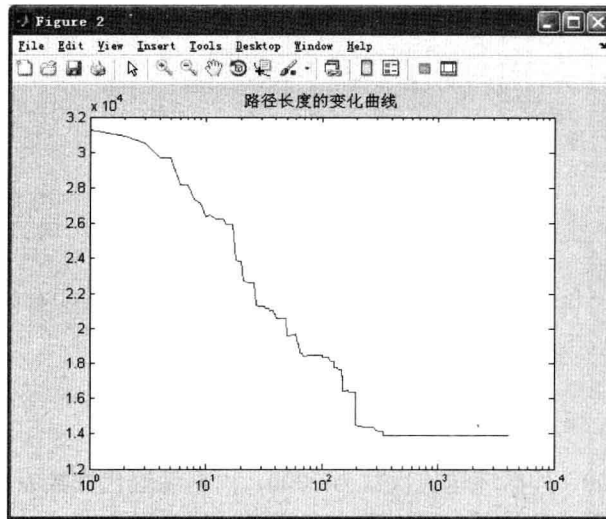 Figure 2
File Edit View Insert Tools Desktop Window Help
路径长度的变化曲线
x 10^4
3.2
3
2.8
2.6
2.4
2.2
2
1.8
1.6
1.4
1.2
10^0 10^1 10^2 10^3 10^4